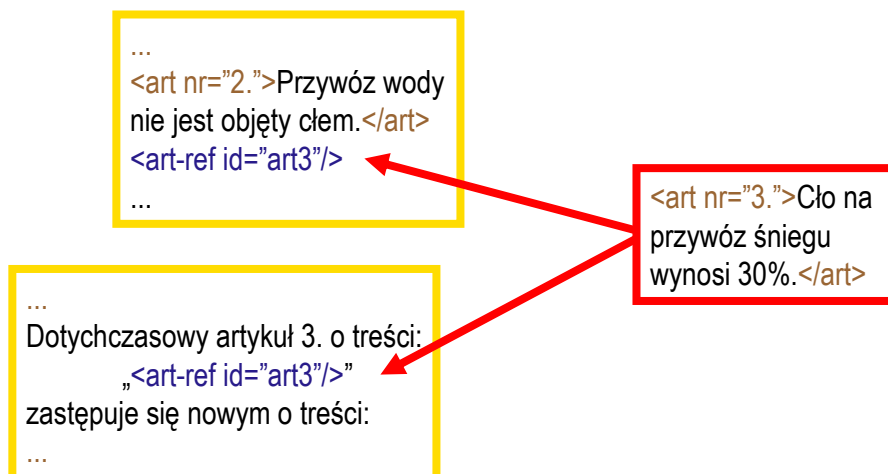 ...
<art nr=”2.”>Przywóz wody
nie jest objęty cłem.</art>
<art-ref id=”art3”/>
...
<art nr=”3.”>Cło na
przywóz śniegu
wynosi 30%.</art>
...
Dotychczasowy artykuł 3. o treści:
„<art-ref id=”art3”/>”
zastępuje się nowym o treści:
...